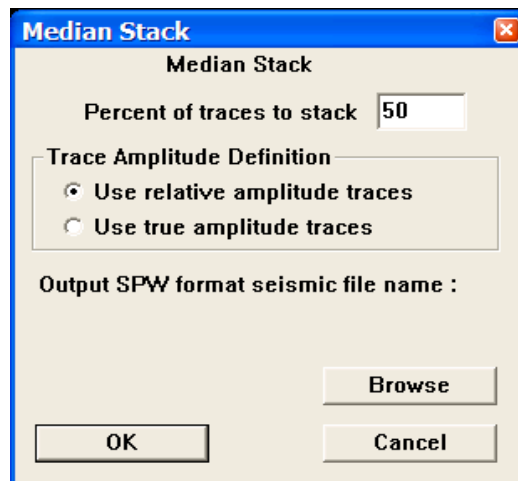 Median Stack
Median Stack
Percent of traces to stack 50
Trace Amplitude Definition
Use relative amplitude traces
Use true amplitude traces
Output SPW format seismic file name :
Browse
OK Cancel